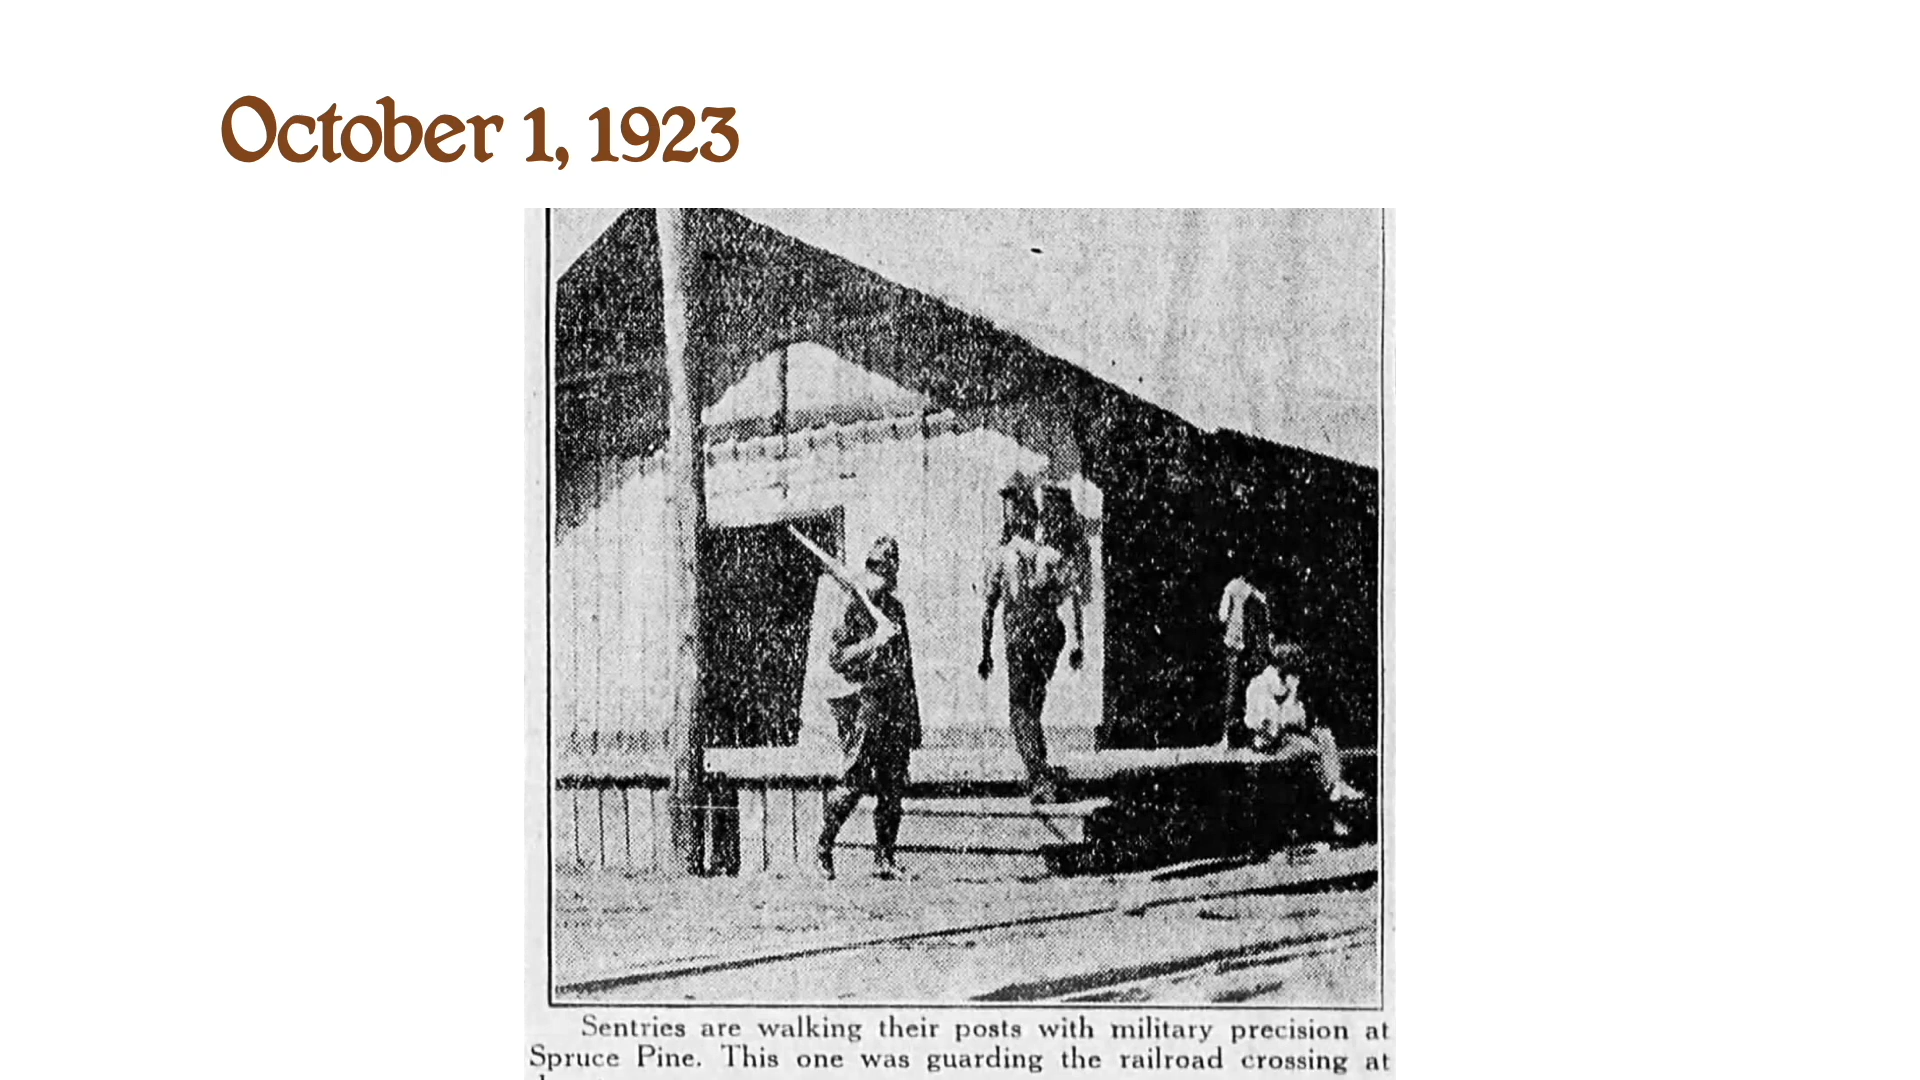 October 1, 1923
Sentries are walking their posts with military precision at
Spruce Pine. This one was guarding the railroad crossing at